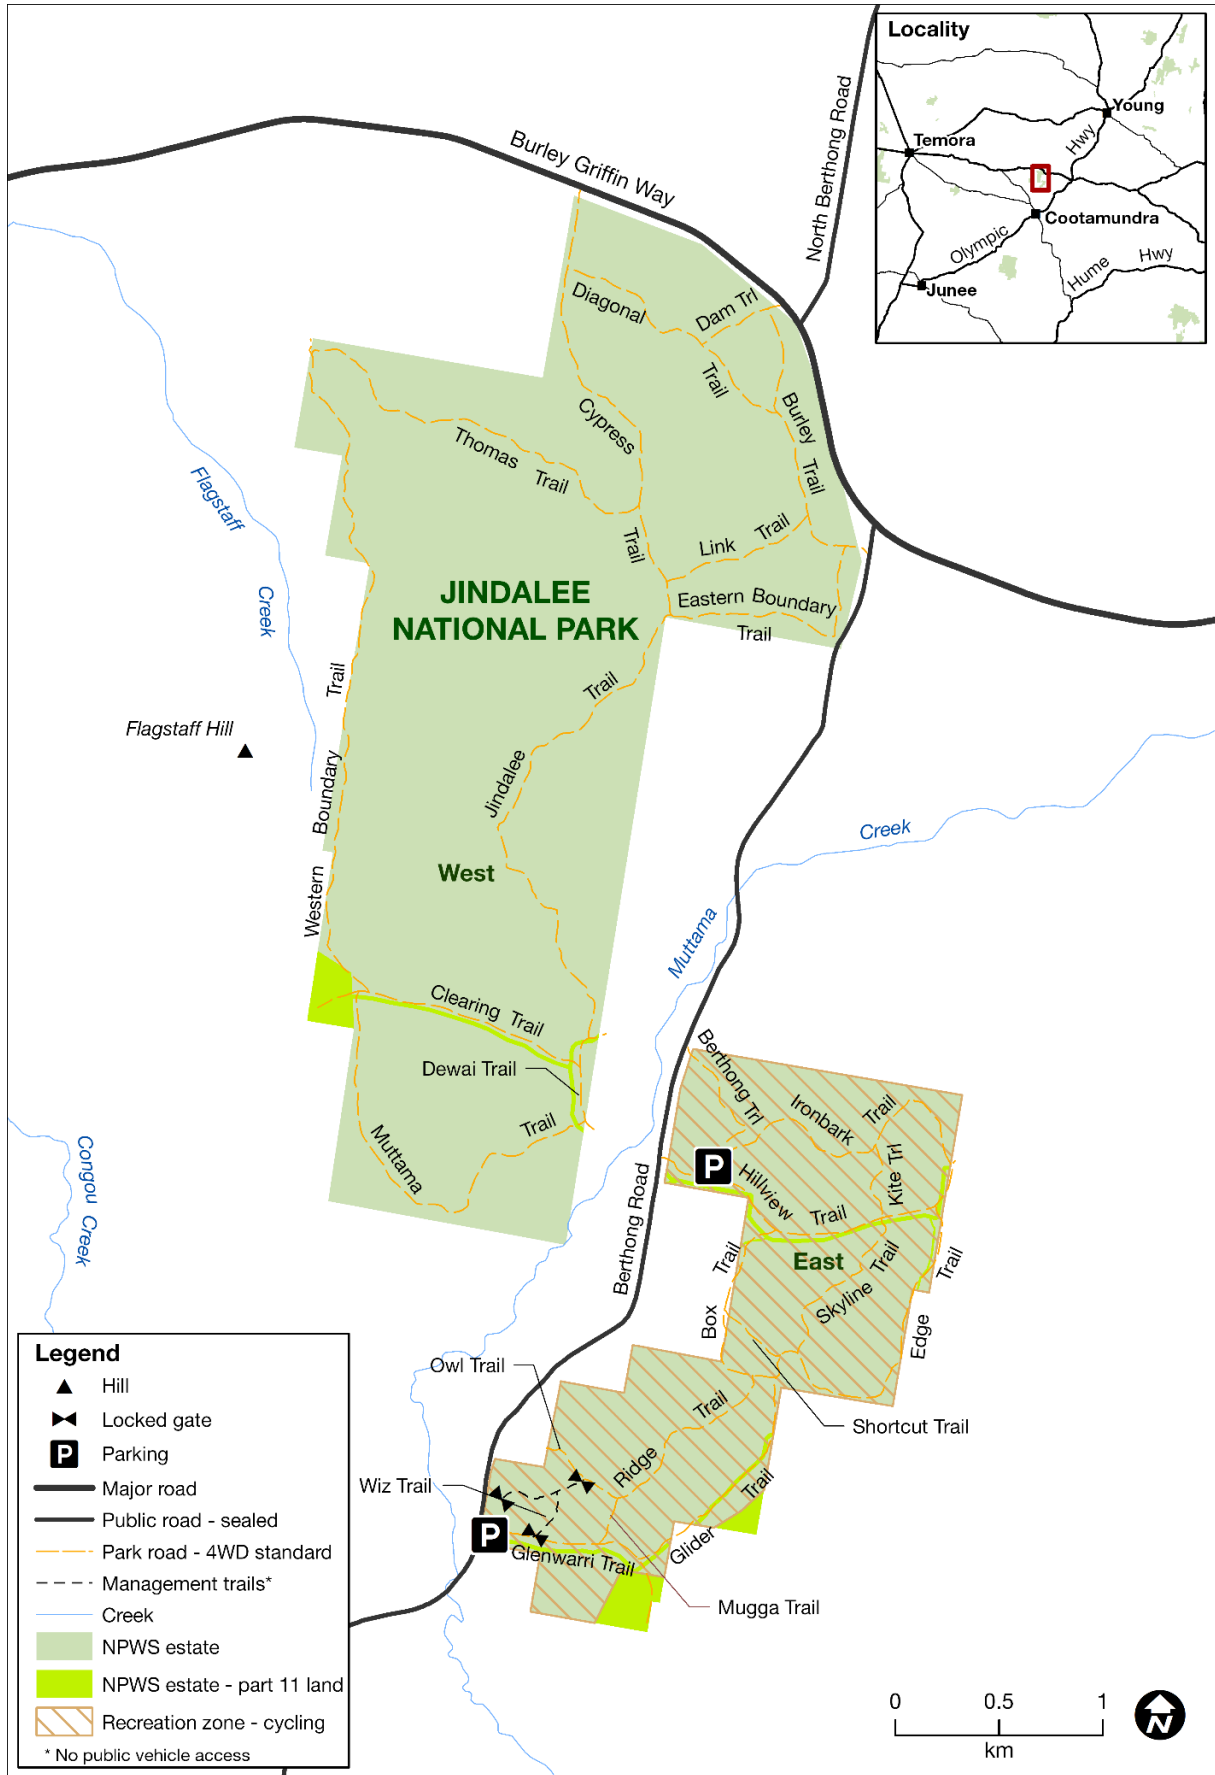 Locality
Young
Hwy
Temora
Cootamundra
Olympic
Hume
Hwy
Junee
Burley Griffin Way
North Berthong Road
Diagonal
Trail
Dam Trl
Burley
Trail
Cypress
Trail
Thomas Trail
Link Trail
Eastern Boundary
Trail
JINDALEE
NATIONAL PARK
Flagstaff
Creek
Flagstaff Hill
Western Boundary Trail
Jindalee Trail
West
Muttama Creek
Clearing Trail
Dewai Trail
Muttama Trail
Congou Creek
Berthong Road
Berthong Trl
Ironbark Trail
Kite Trl
P
Hillview Trail
East
Box Trail
Skyline Trail
Edge Trail
Owl Trail
Shortcut Trail
Ridge Trail
Wiz Trail
P
Glenwarri Trail
Glider Trail
Mugga Trail
Legend
Hill
Locked gate
P Parking
Major road
Public road - sealed
Park road - 4WD standard
Management trails*
Creek
NPWS estate
NPWS estate - part 11 land
Recreation zone - cycling
* No public vehicle access
0 0.5 1
km
N